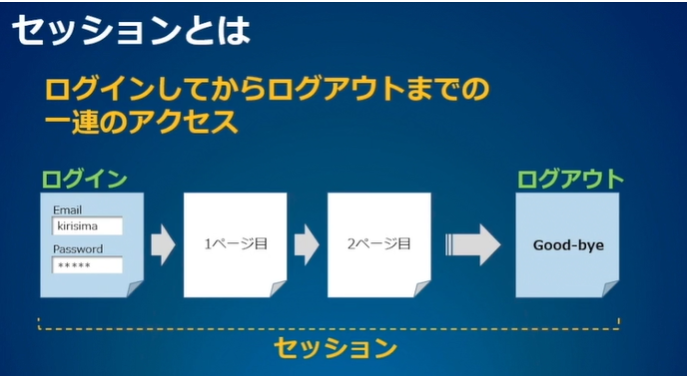 セッションとは
ログインしてからログアウトまでの
一連のアクセス
ログイン
ログアウト
Email
kirisima
Password
*****
1ページ目
2ページ目
Good-bye
セッション